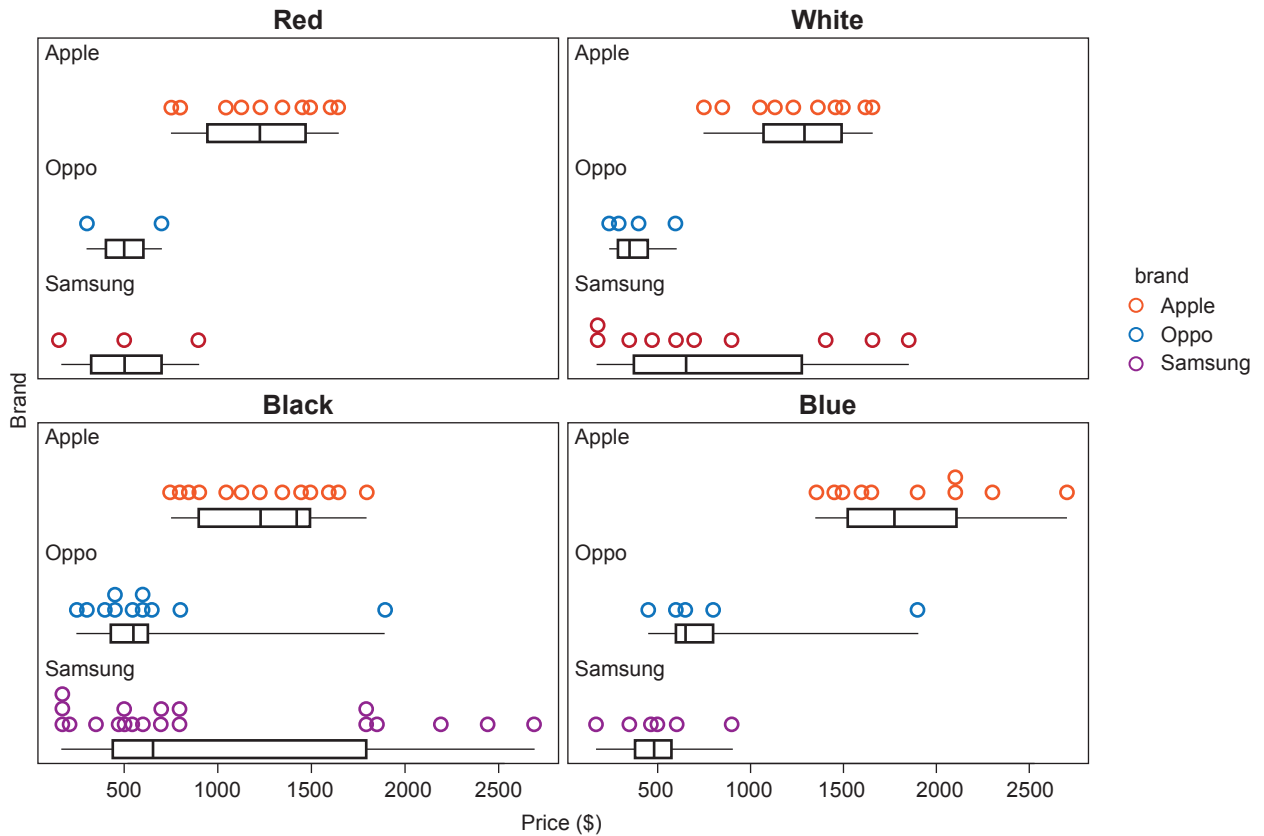 Red
White
Apple
Apple
Oppo
Oppo
Samsung
Samsung
brand
Apple
Oppo
Samsung
Brand
Black
Blue
Apple
Apple
Oppo
Oppo
Samsung
Samsung
500 1000 1500 2000 2500
500 1000 1500 2000 2500
Price ($)